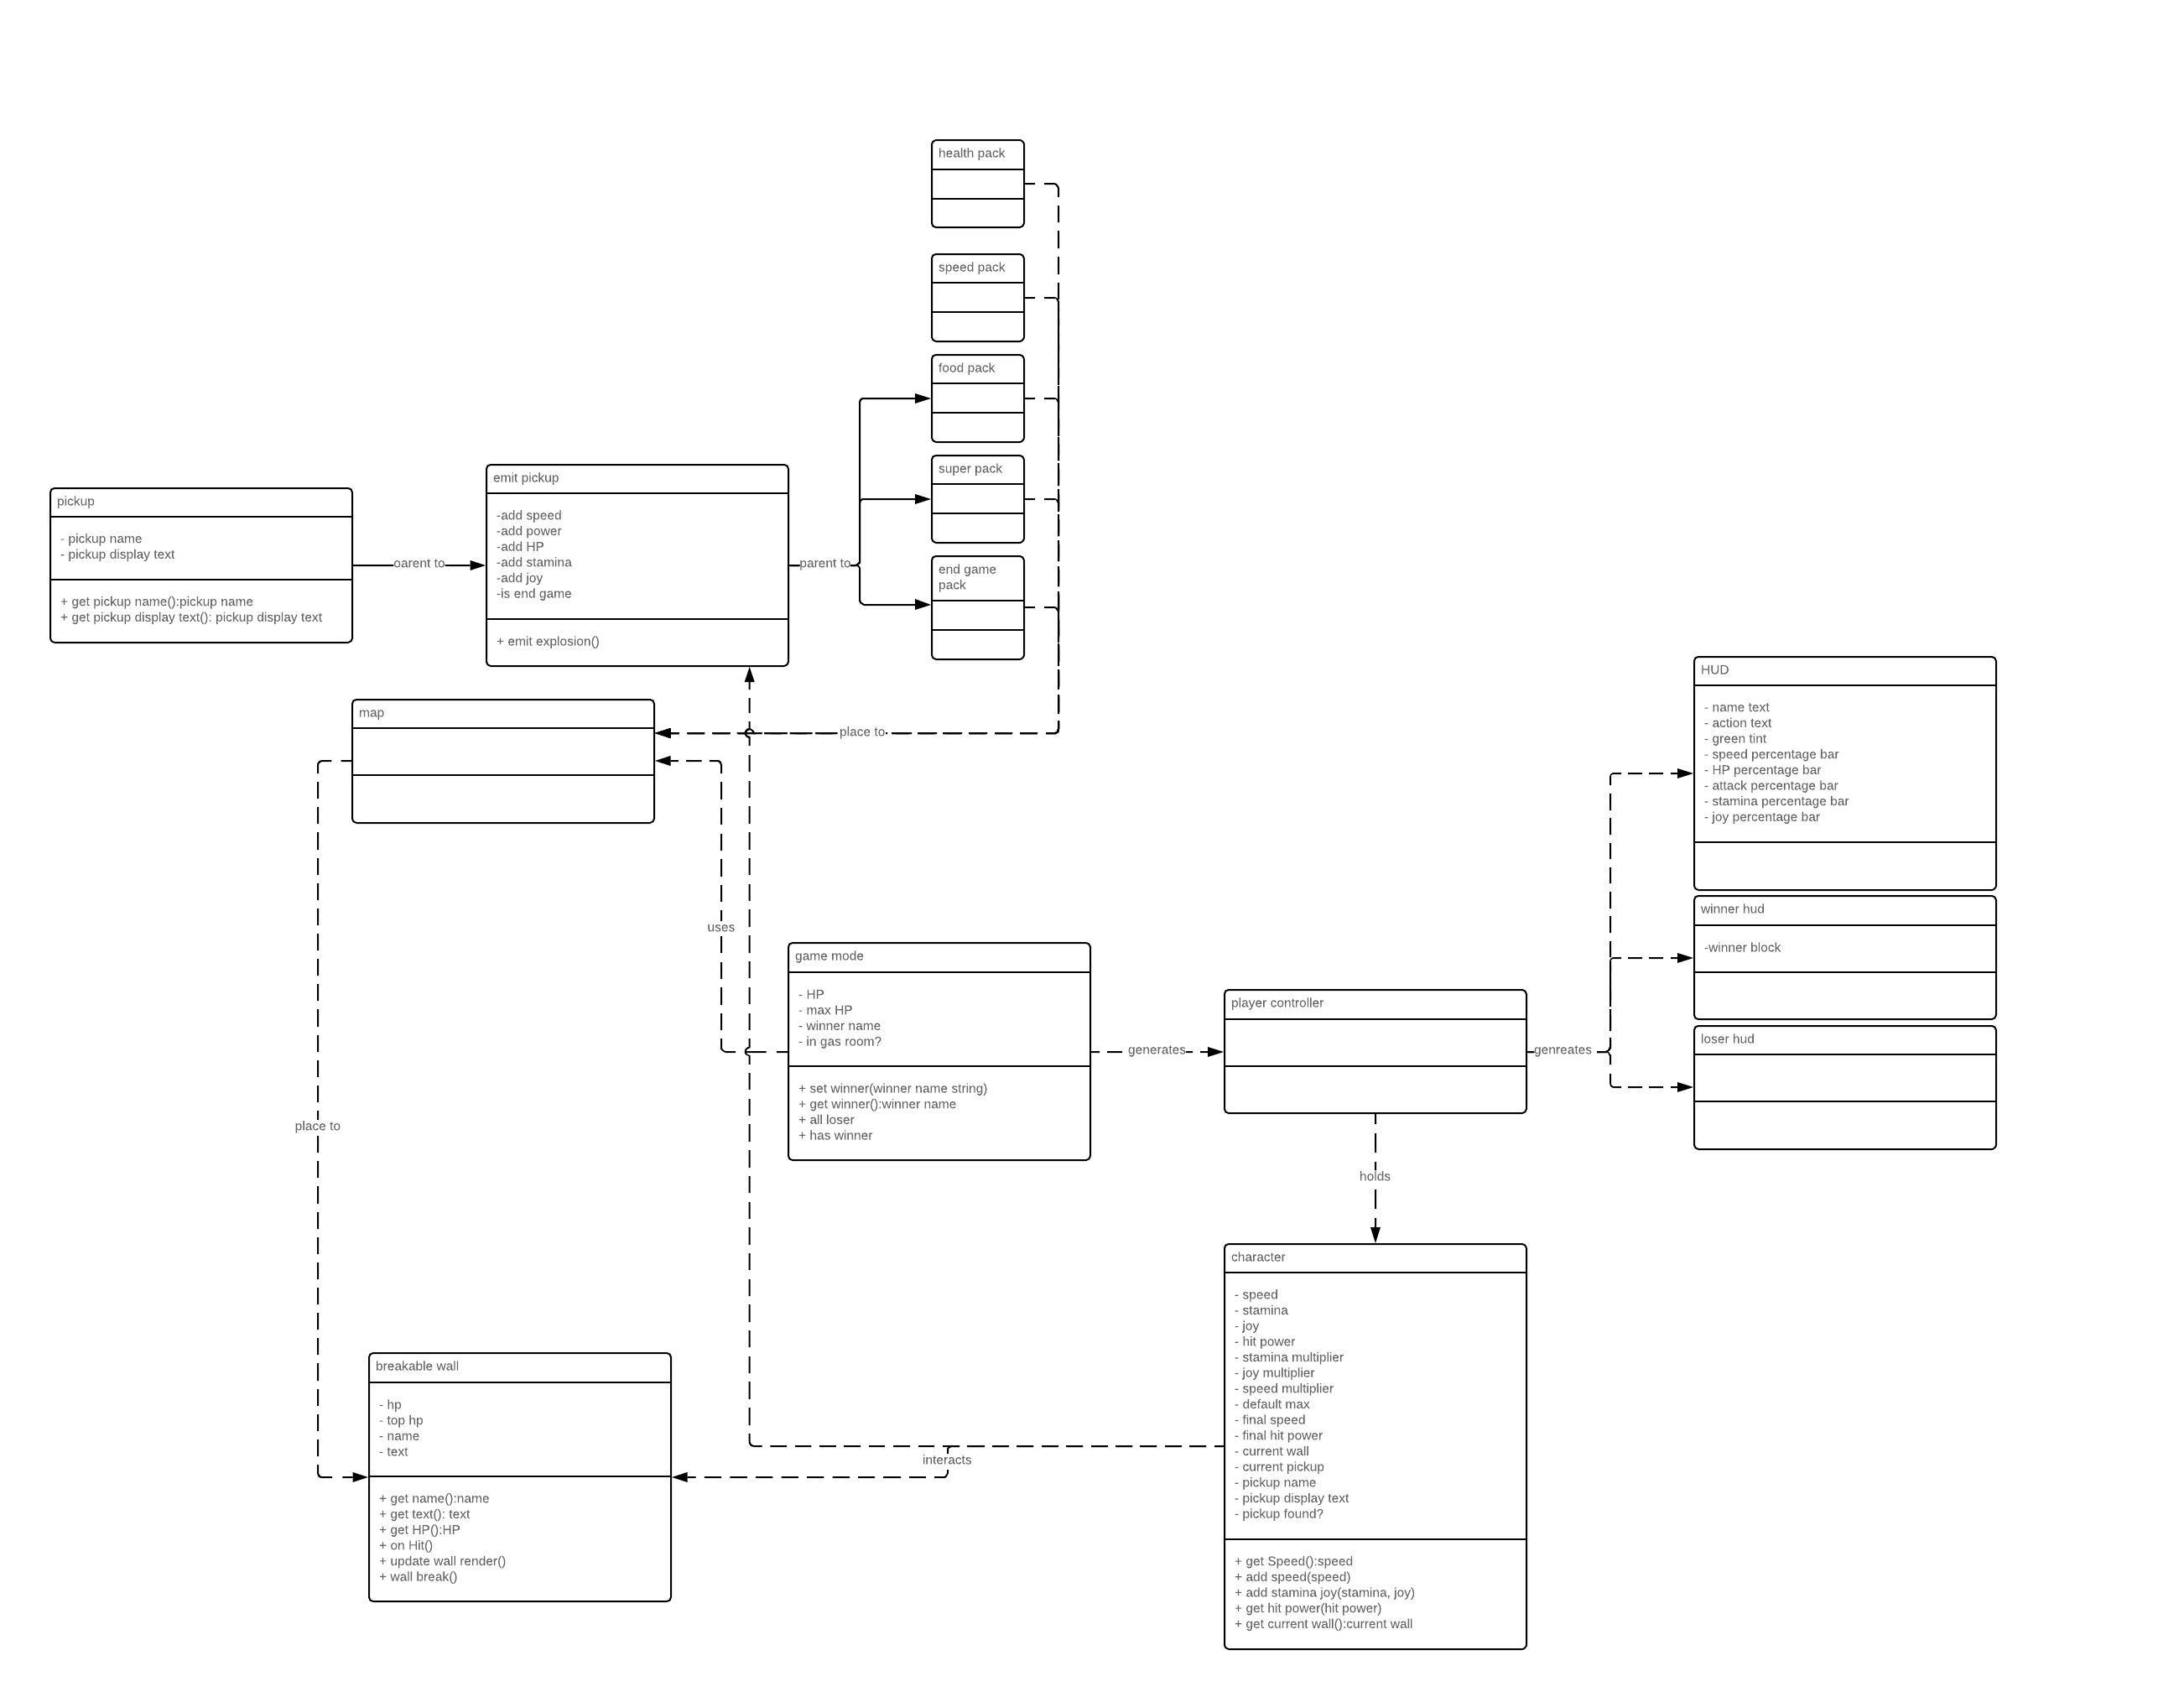 health pack
speed pack
food pack
super pack
end game
pack
emit pickup
-add speed
-add power
-add HP
-add stamina
-add joy
-is end game
+ emit explosion()
pickup
- pickup name
- pickup display text
+ get pickup name():pickup name
+ get pickup display text(): pickup display text
oarent to
parent to
map
place to
HUD
- name text
- action text
- green tint
- speed percentage bar
- HP percentage bar
- attack percentage bar
- stamina percentage bar
- joy percentage bar
winner hud
-winner block
loser hud
uses
game mode
- HP
- max HP
- winner name
- in gas room?
+ set winner(winner name string)
+ get winner():winner name
+ all loser
+ has winner
generates
player controller
genreates
place to
holds
character
- speed
- stamina
- joy
- hit power
- stamina multiplier
- joy multiplier
- speed multiplier
- default max
- final speed
- final hit power
- current wall
- current pickup
- pickup name
- pickup display text
- pickup found?
+ get Speed():speed
+ add speed(speed)
+ add stamina joy(stamina, joy)
+ get hit power(hit power)
+ get current wall():current wall
breakable wall
- hp
- top hp
- name
- text
+ get name():name
+ get text(): text
+ get HP():HP
+ on Hit()
+ update wall render()
+ wall break()
interacts